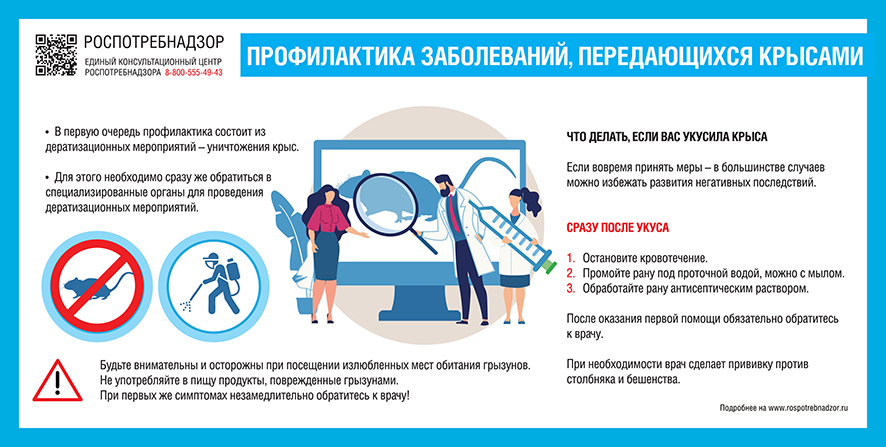 РОСПОТРЕБНАДЗОР
ЕДИНЫЙ КОНСУЛЬТАЦИОННЫЙ ЦЕНТР
РОСПОТРЕБНАДЗОРА 8-800-555-49-43
ПРОФИЛАКТИКА ЗАБОЛЕВАНИЙ, ПЕРЕДАЮЩИХСЯ КРЫСАМИ
• В первую очередь профилактика состоит из
дератизационных мероприятий – уничтожения крыс.
• Для этого необходимо сразу же обратиться в
специализированные органы для проведения
дератизационных мероприятий.
Будьте внимательны и осторожны при посещении излюбленных мест обитания грызунов.
Не употребляйте в пищу продукты, поврежденные грызунами.
При первых же симптомах незамедлительно обратитесь к врачу!
ЧТО ДЕЛАТЬ, ЕСЛИ ВАС УКУСИЛА КРЫСА
Если вовремя принять меры – в большинстве случаев
можно избежать развития негативных последствий.
СРАЗУ ПОСЛЕ УКУСА
1. Остановите кровотечение.
2. Промойте рану под проточной водой, можно с мылом.
3. Обработайте рану антисептическим раствором.
После оказания первой помощи обязательно обратитесь
к врачу.
При необходимости врач сделает прививку против
столбняка и бешенства.
Подробнее на www.rospotrebnadzor.ru